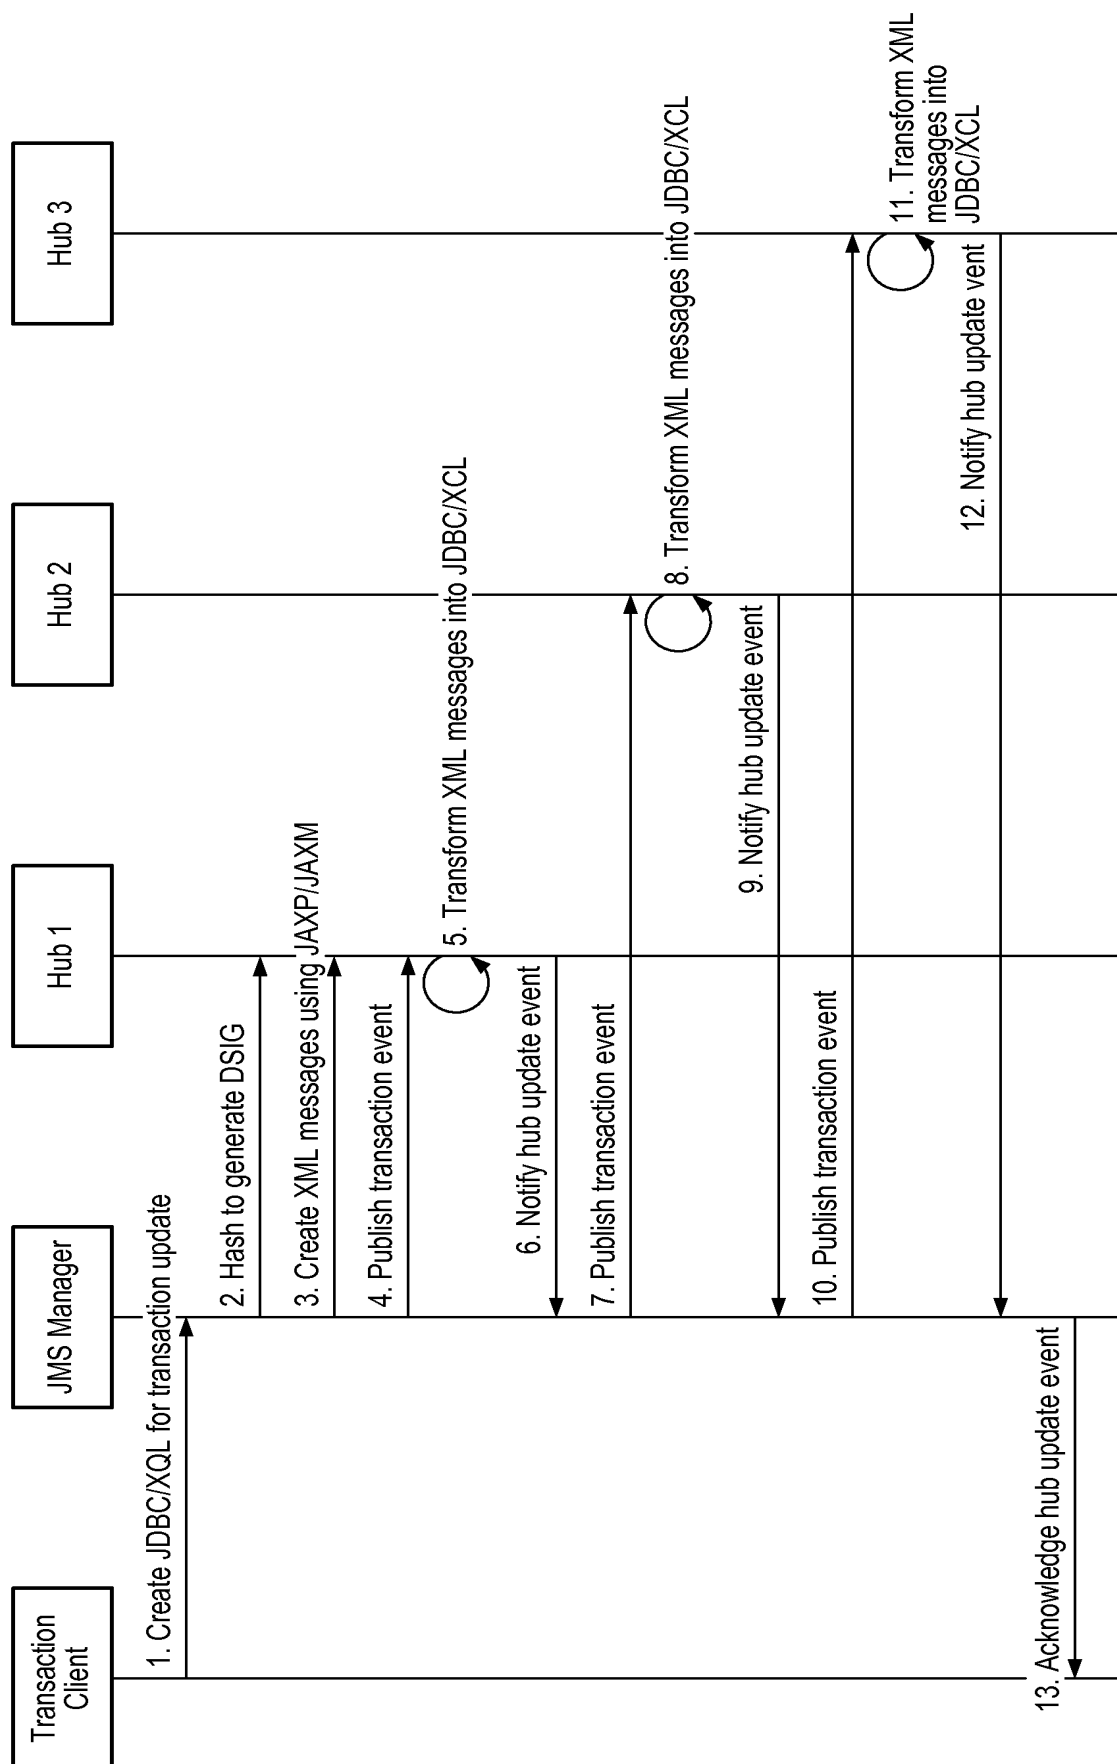 Transaction
Client
JMS Manager
Hub 1
Hub 2
Hub 3
1. Create JDBC/XQL for transaction update
2. Hash to generate DSIG
3. Create XML messages using JAXP/JAXM
4. Publish transaction event
5. Transform XML messages into JDBC/XCL
6. Notify hub update event
7. Publish transaction event
8. Transform XML messages into JDBC/XCL
9. Notify hub update event
10. Publish transaction event
11. Transform XML
messages into
JDBC/XCL
12. Notify hub update vent
13. Acknowledge hub update event